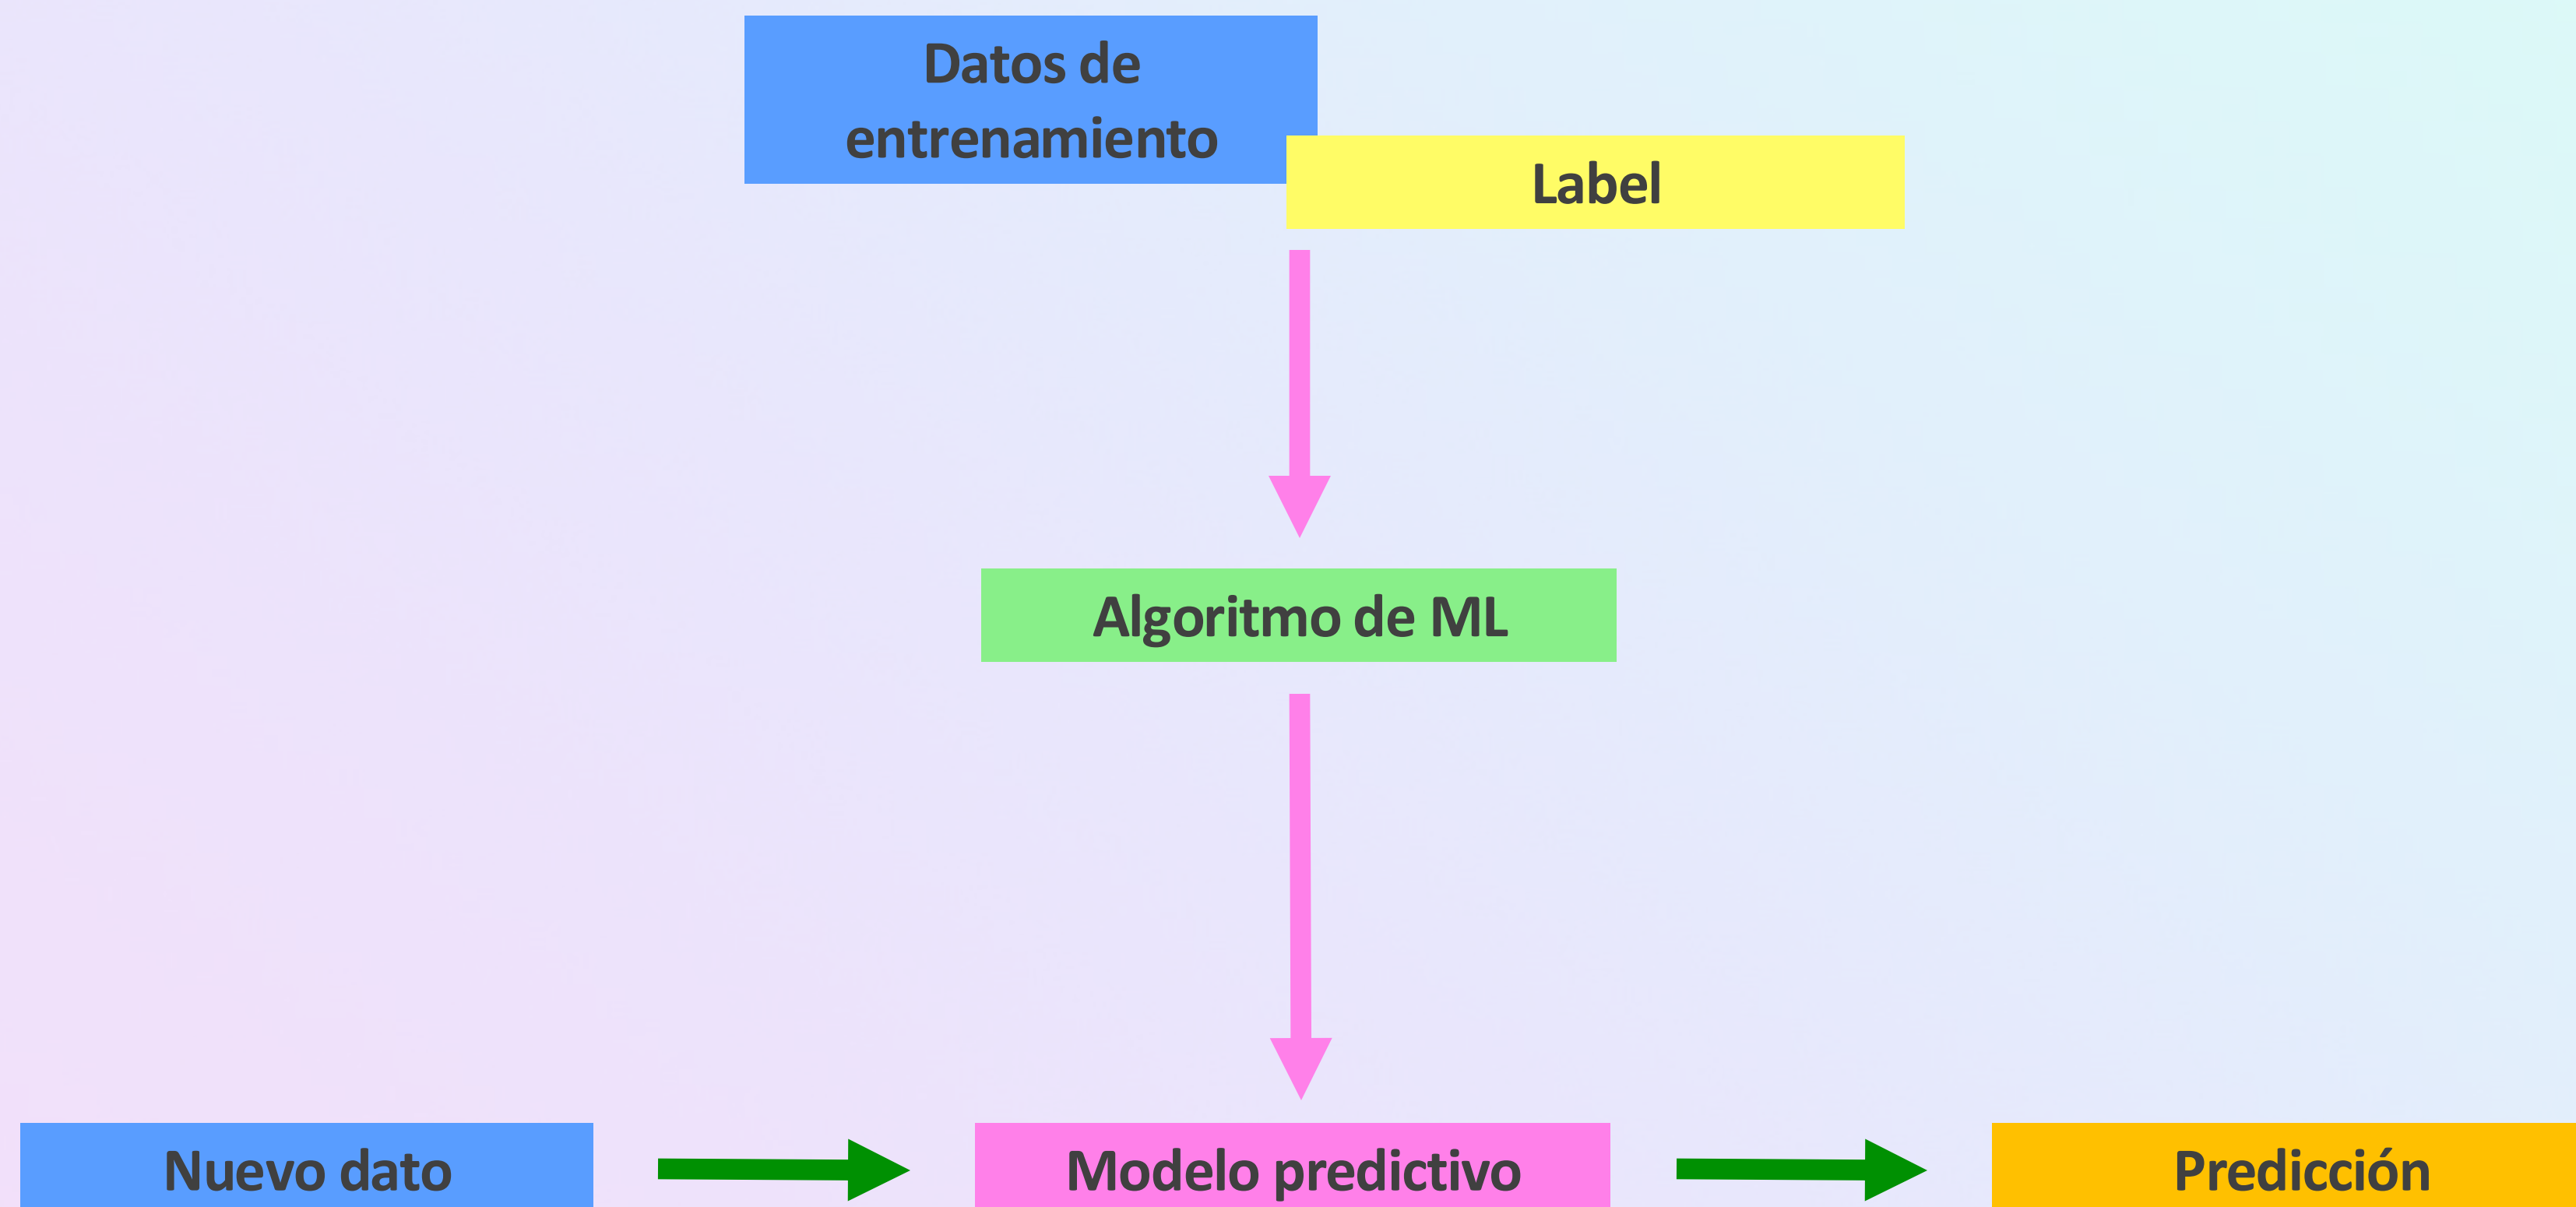 Datos de
entrenamiento
Label
Algoritmo de ML
Nuevo dato
Modelo predictivo
Predicción